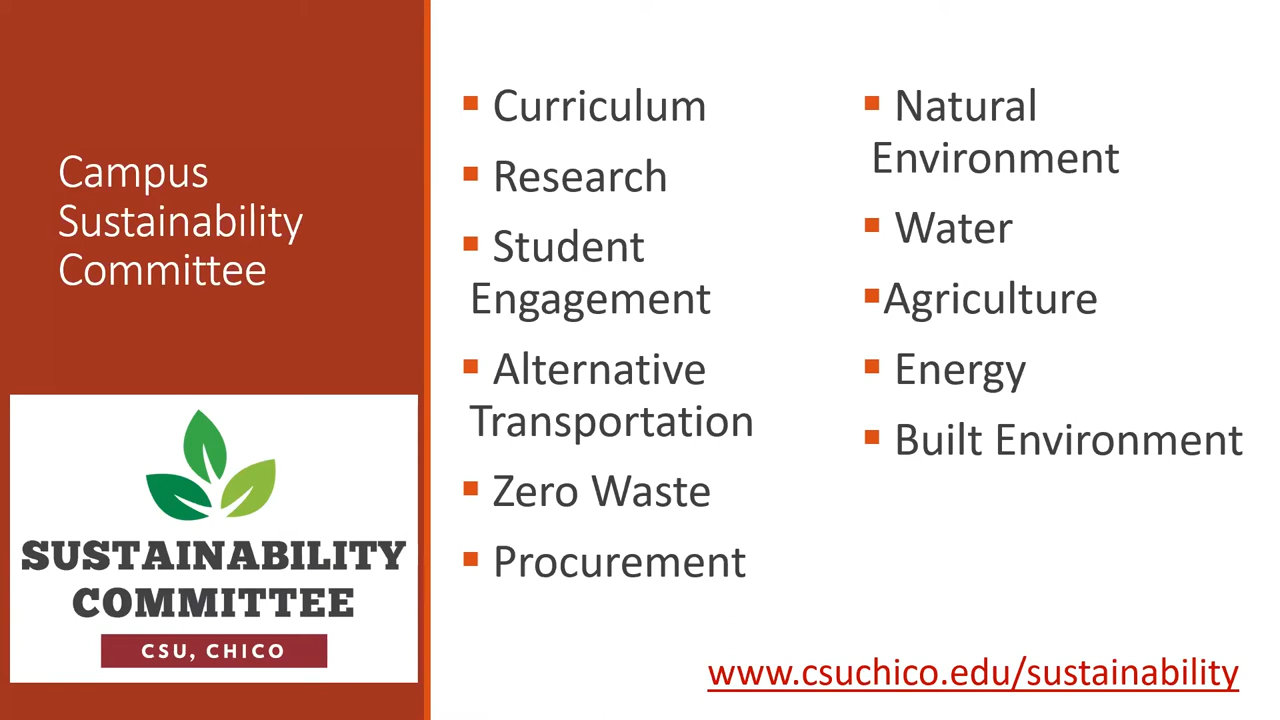 Campus
Sustainability
Committee
SUSTAINABILITY
COMMITTEE
CSU, CHICO
▪ Curriculum
▪ Research
▪ Student
Engagement
▪ Alternative
Transportation
▪ Zero Waste
▪ Procurement
▪ Natural
Environment
▪ Water
▪Agriculture
▪ Energy
▪ Built Environment
www.csuchico.edu/sustainability